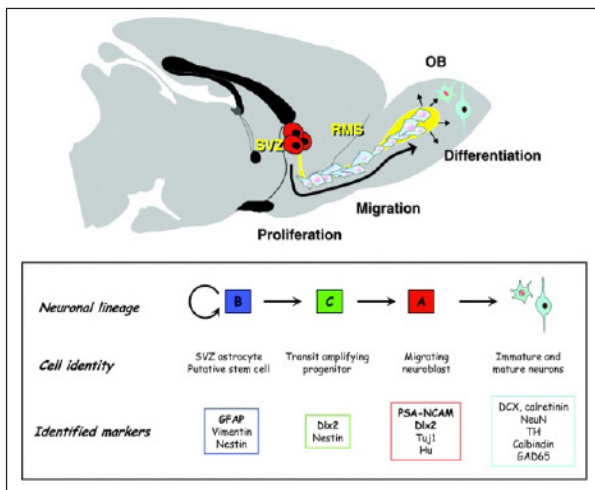 OB
SVZ
RMS
Differentiation
Migration
Proliferation
Neuronal lineage
B
C
A
Cell identity
SVZ astrocyte
Putative stem cell
Transit amplifying
progenitor
Migrating
neuroblast
Immature and
mature neurons
Identified markers
GFAP
Vimentin
Nestin
Dlx2
Nestin
PSA-NCAM
Dlx2
Tuj1
Hu
DCX, calretinin
NeuN
TH
Calbindin
GAD65